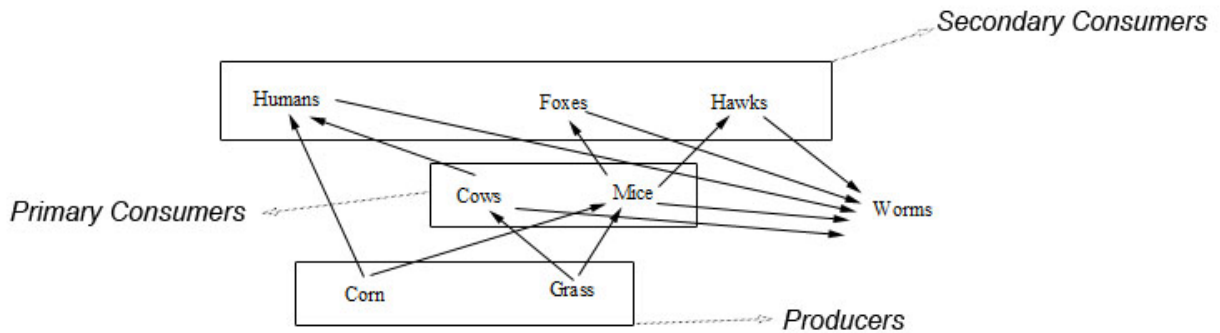 Secondary Consumers
Humans Foxes Hawks
Cows Mice
Primary Consumers
Worms
Corn Grass
Producers